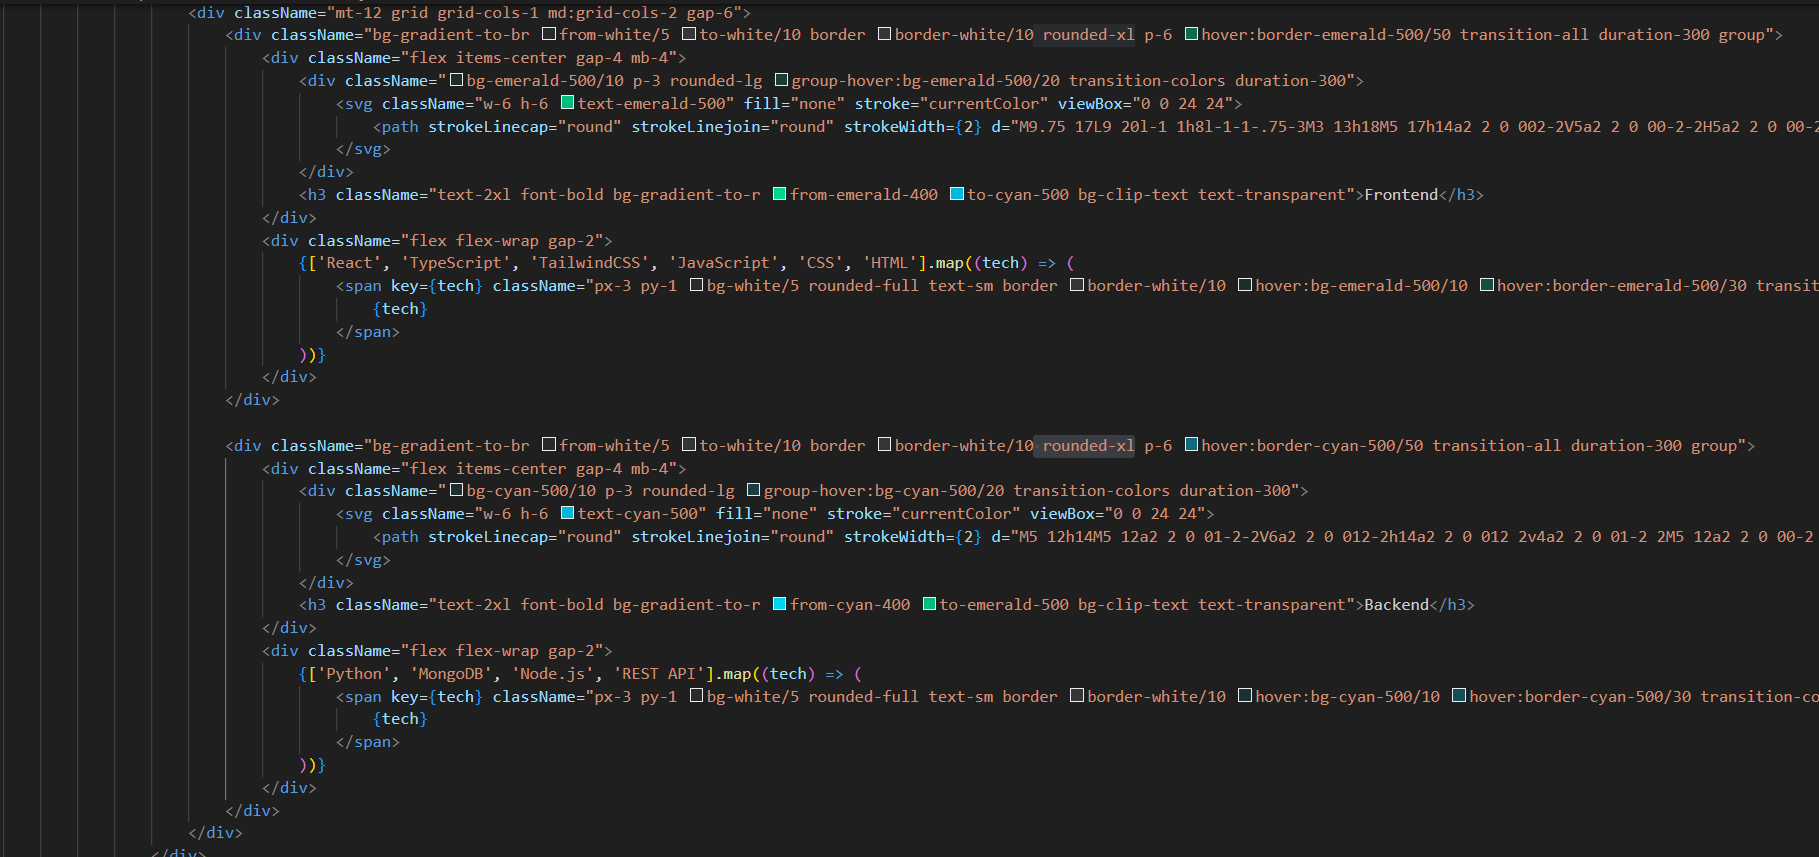 <div className="mt-12 grid grid-cols-1 md:grid-cols-2 gap-6">
<div className="bg-gradient-to-br from-white/5 to-white/10 border border-white/10 rounded-xl p-6 hover:border-emerald-500/50 transition-all duration-300 group">
<div className="flex items-center gap-4 mb-4">
<div className="bg-emerald-500/10 p-3 rounded-lg group-hover:bg-emerald-500/20 transition-colors duration-300">
<svg className="w-6 h-6 text-emerald-500" fill="none" stroke="currentColor" viewBox="0 0 24 24">
<path strokeLinecap="round" strokeLinejoin="round" strokeWidth={2} d="M9.75 17L9 20l-1 1h8l-1-1-.75-3M3 13h18M5 17h14a2 2 0 002-2V5a2 2 0 00-2-2H5a2 2 0 00-2
</svg>
</div>
<h3 className="text-2xl font-bold bg-gradient-to-r from-emerald-400 to-cyan-500 bg-clip-text text-transparent">Frontend</h3>
</div>
<div className="flex flex-wrap gap-2">
{['React', 'TypeScript', 'TailwindCSS', 'JavaScript', 'CSS', 'HTML'].map((tech) => (
<span key={tech} className="px-3 py-1 bg-white/5 rounded-full text-sm border border-white/10 hover:bg-emerald-500/10 hover:border-emerald-500/30 transit
{tech}
</span>
))}
</div>
</div>
<div className="bg-gradient-to-br from-white/5 to-white/10 border border-white/10 rounded-xl p-6 hover:border-cyan-500/50 transition-all duration-300 group">
<div className="flex items-center gap-4 mb-4">
<div className="bg-cyan-500/10 p-3 rounded-lg group-hover:bg-cyan-500/20 transition-colors duration-300">
<svg className="w-6 h-6 text-cyan-500" fill="none" stroke="currentColor" viewBox="0 0 24 24">
<path strokeLinecap="round" strokeLinejoin="round" strokeWidth={2} d="M5 12h14M5 12a2 2 0 01-2-2V6a2 2 0 012-2h14a2 2 0 012 2v4a2 2 0 01-2 2M5 12a2 2 0 00-2
</svg>
</div>
<h3 className="text-2xl font-bold bg-gradient-to-r from-cyan-400 to-emerald-500 bg-clip-text text-transparent">Backend</h3>
</div>
<div className="flex flex-wrap gap-2">
{['Python', 'MongoDB', 'Node.js', 'REST API'].map((tech) => (
<span key={tech} className="px-3 py-1 bg-white/5 rounded-full text-sm border border-white/10 hover:bg-cyan-500/10 hover:border-cyan-500/30 transition-co
{tech}
</span>
))}
</div>
</div>
</div>
</div>